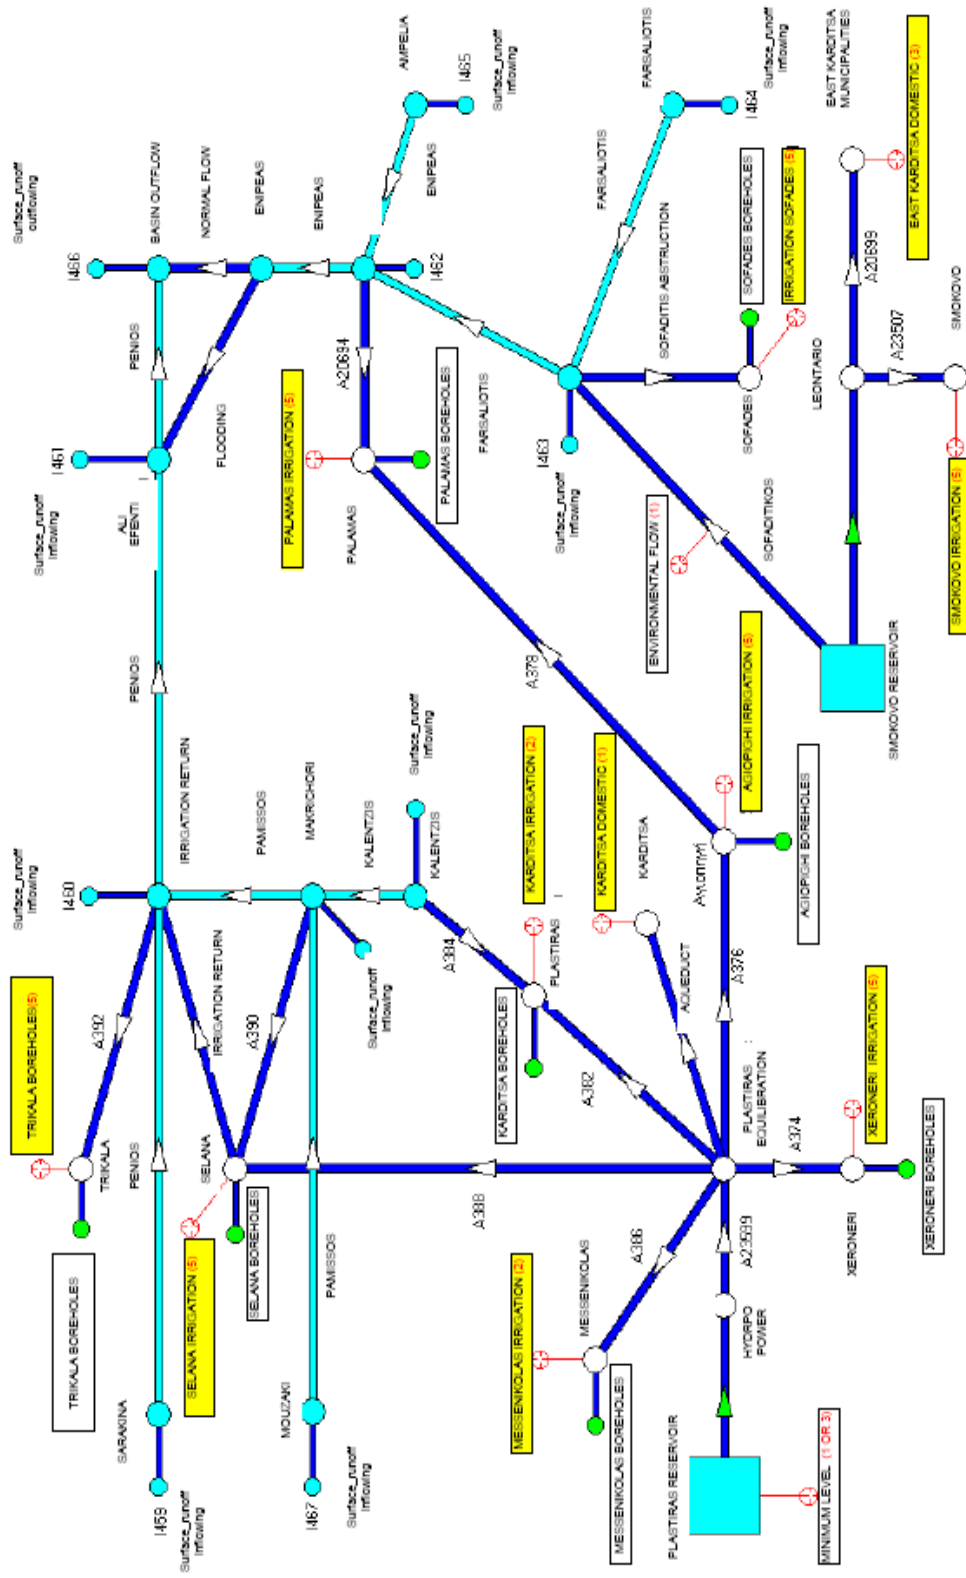 TRIKALA BOREHOLES
TRIKALA BOREHOLES(5)
I460
I461
Surface_runoff
Inflowing
I466
Surface_runoff
outflowing
TRIKALA
A392
SARAKINA
PENIOS
IRRIGATION RETURN
PENIOS
ALI
EFENTI
PENIOS
BASIN OUTFLOW
I459
Surface_runoff
Inflowing
SELANA IRRIGATION (5)
SELANA
IRRIGATION RETURN
FLOODING
NORMAL FLOW
SELANA BOREHOLES
A390
PAMISSOS
ENIPEAS
MOUZAKI
PAMISSOS
MAKRICHORI
PALAMAS IRRIGATION (5)
ENIPEAS
I467
Surface_runoff
Inflowing
Surface_runoff
Inflowing
KALENTZIS
PALAMAS
A20694
KALENTZIS
Surface_runoff
Inflowing
AMPELIA
ENIPEAS
I462
I465
Surface_runoff
Inflowing
A384
PALAMAS BOREHOLES
FARSALIOTIS
MESSENIKOLAS IRRIGATION (2)
A388
KARDITSA BOREHOLES
PLASTIRAS
KARDITSA IRRIGATION (2)
A378
I463
Surface_runoff
Inflowing
MESSENIKOLAS
A382
KARDITSA DOMESTIC (1)
FARSALIOTIS
FARSALIOTIS
MESSENIKOLAS BOREHOLES
A386
AQUEDUCT
KARDITSA
ENVIRONMENTAL FLOW (1)
SOFADITIS ABSTRUCTION
PLASTIRAS RESERVOIR
I464
Surface_runoff
Inflowing
HYDRPO
POWER
A23599
PLASTIRAS
EQUILIBRATION
A376
AGIOPIGHI IRRIGATION (5)
SOFADITIKOS
SOFADES
SOFADES BOREHOLES
IRRIGATION SOFADES (5)
A374
AGIOPIGHI BOREHOLES
MINIMUM LEVEL (1 OR 3)
XERONERI
XERONERI IRRIGATION (5)
LEONTARIO
EAST KARDITSA
MUNICIPALITIES
XERONERI BOREHOLES
SMOKOVO RESERVOIR
A23507
A20699
EAST KARDITSA DOMESTIC (3)
SMOKOVO IRRIGATION (5)
SMOKOVO